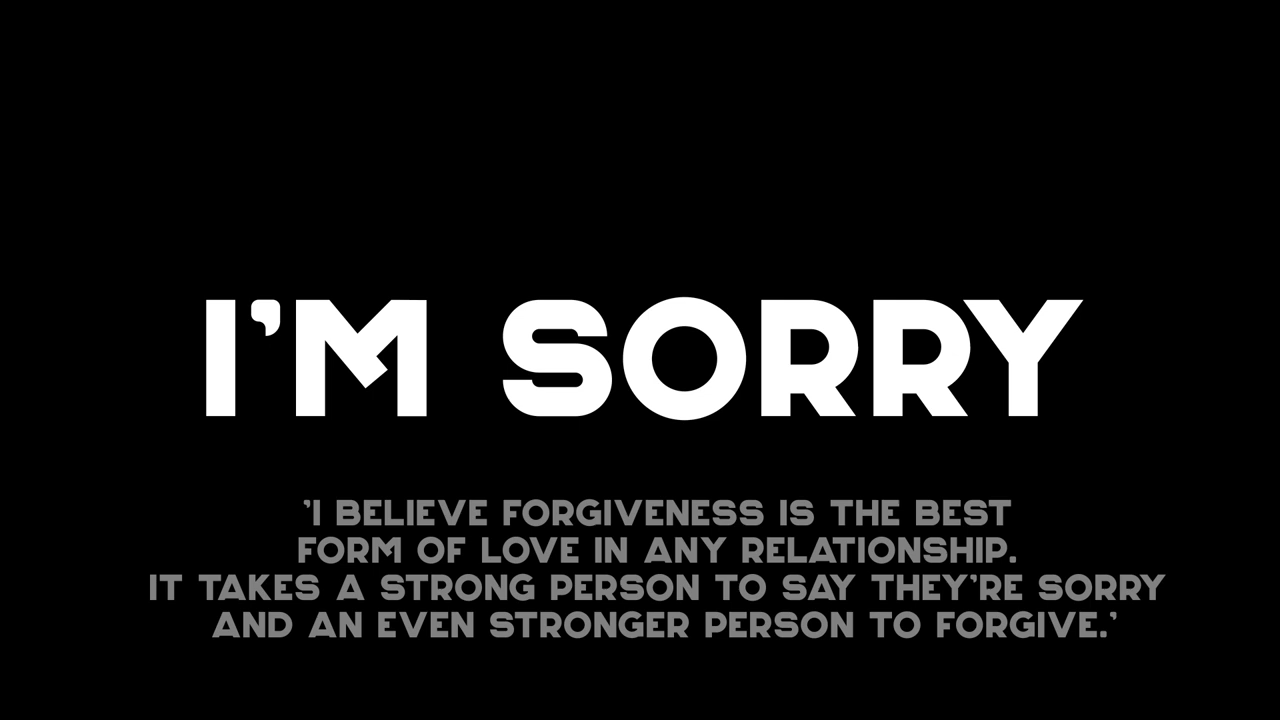 I'M SORRY
'I BELIEVE FORGIVENESS IS THE BEST
FORM OF LOVE IN ANY RELATIONSHIP.
IT TAKES A STRONG PERSON TO SAY THEY'RE SORRY
AND AN EVEN STRONGER PERSON TO FORGIVE.'